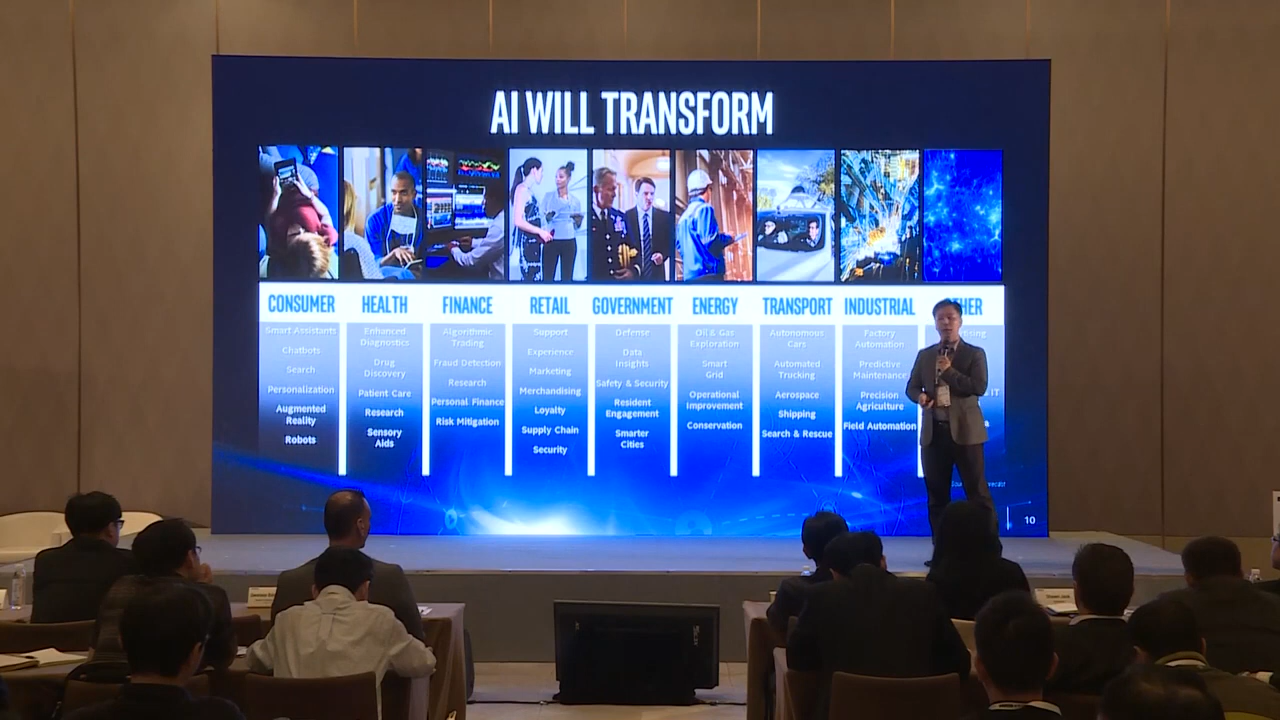 AI WILL TRANSFORM
CONSUMER
Smart Assistants
Chatbots
Search
Personalization
Augmented
Reality
Robots
HEALTH
Enhanced
Diagnostics
Drug
Discovery
Patient Care
Research
Sensory
Aids
FINANCE
Algorithmic
Trading
Fraud Detection
Research
Personal Finance
Risk Mitigation
RETAIL
Support
Experience
Marketing
Merchandising
Loyalty
Supply Chain
Security
GOVERNMENT
Defense
Data
Insights
Safety & Security
Resident
Engagement
Smarter
Cities
ENERGY
Oil & Gas
Exploration
Smart
Grid
Operational
Improvement
Conservation
TRANSPORT
Autonomous
Cars
Automated
Trucking
Aerospace
Shipping
Search & Rescue
INDUSTRIAL
Factory
Automation
Predictive
Maintenance
Precision
Agriculture
Field Automation
IT
10